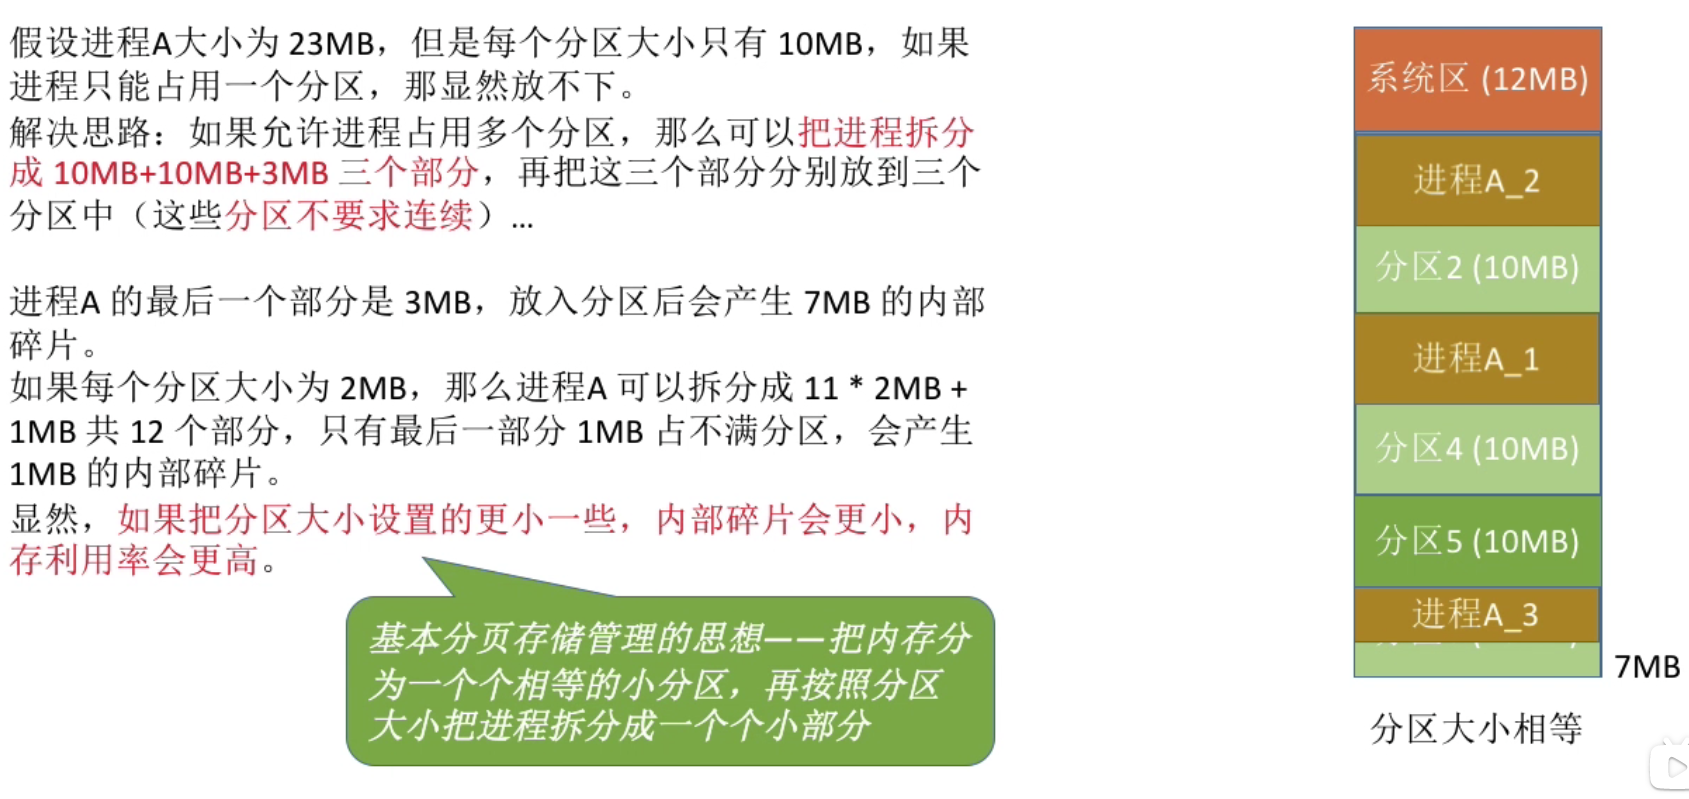 假设进程A大小为 23MB，但是每个分区大小只有 10MB，如果
进程只能占用一个分区，那显然放不下。
解决思路：如果允许进程占用多个分区，那么可以把进程拆分
成 10MB+10MB+3MB 三个部分，再把这三个部分分别放到三个
分区中（这些分区不要求连续）...
进程A 的最后一个部分是 3MB，放入分区后会产生 7MB 的内部
碎片。
如果每个分区大小为 2MB，那么进程A 可以拆分成 11 * 2MB +
1MB 共 12 个部分，只有最后一部分 1MB 占不满分区，会产生
1MB 的内部碎片。
显然，如果把分区大小设置的更小一些，内部碎片会更小，内
存利用率会更高。
基本分页存储管理的思想——把内存分
为一个个相等的小分区，再按照分区
大小把进程拆分成一个个小部分
系统区 (12MB)
进程A_2
分区2 (10MB)
进程A_1
分区4 (10MB)
分区5 (10MB)
进程A_3
7MB
分区大小相等